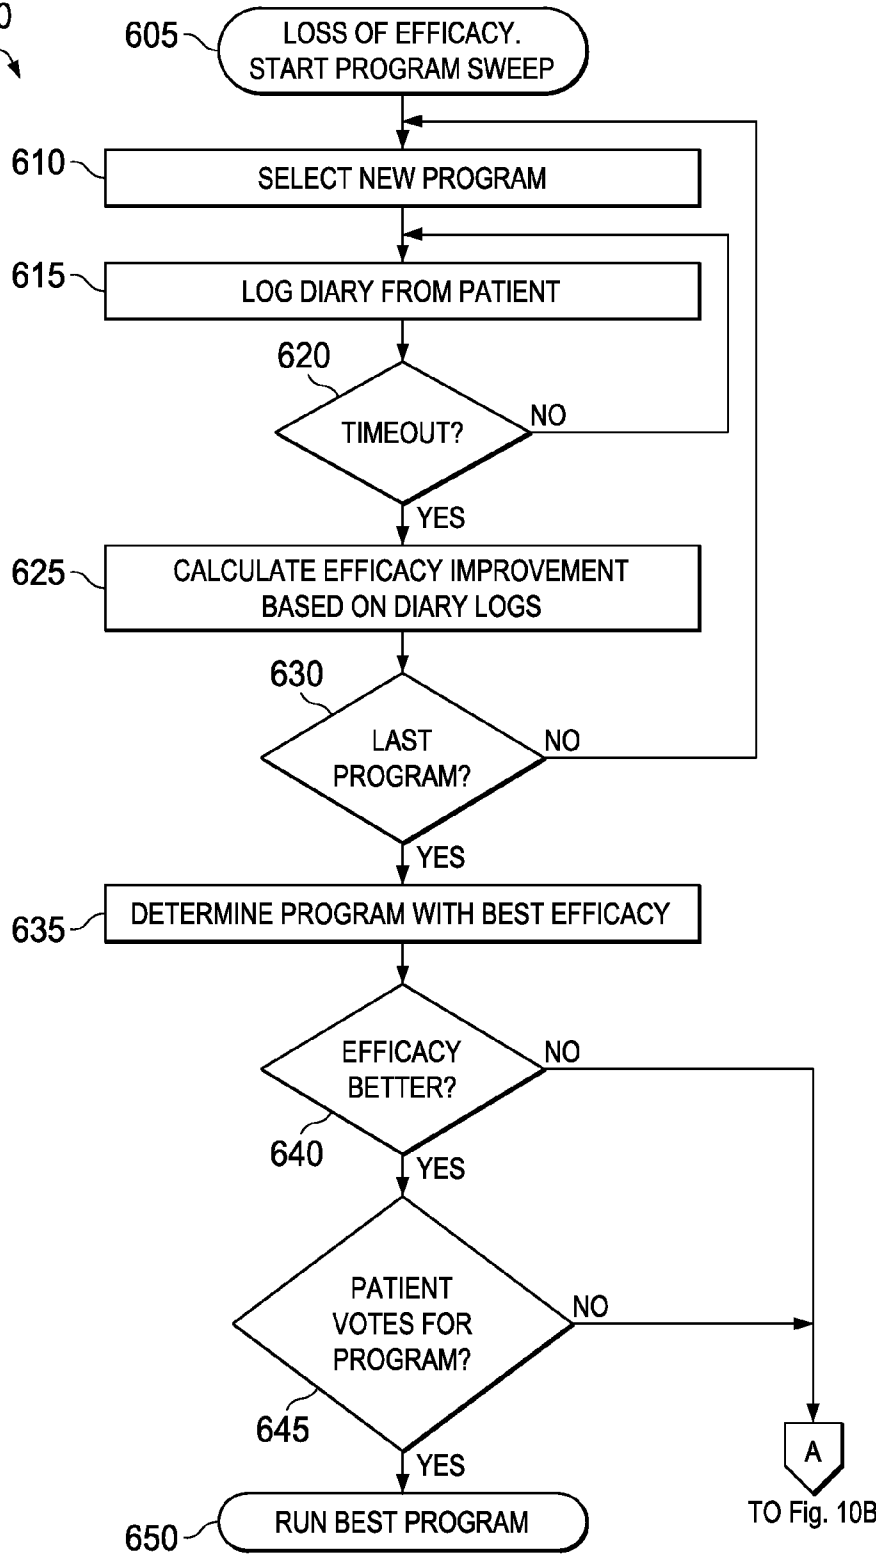 605
LOSS OF EFFICACY.
START PROGRAM SWEEP
610
SELECT NEW PROGRAM
615
LOG DIARY FROM PATIENT
620
TIMEOUT?
NO
YES
625
CALCULATE EFFICACY IMPROVEMENT
BASED ON DIARY LOGS
630
LAST
PROGRAM?
NO
YES
635
DETERMINE PROGRAM WITH BEST EFFICACY
EFFICACY
BETTER?
NO
640
YES
PATIENT
VOTES FOR
PROGRAM?
NO
645
YES
A
TO Fig. 10B
650
RUN BEST PROGRAM